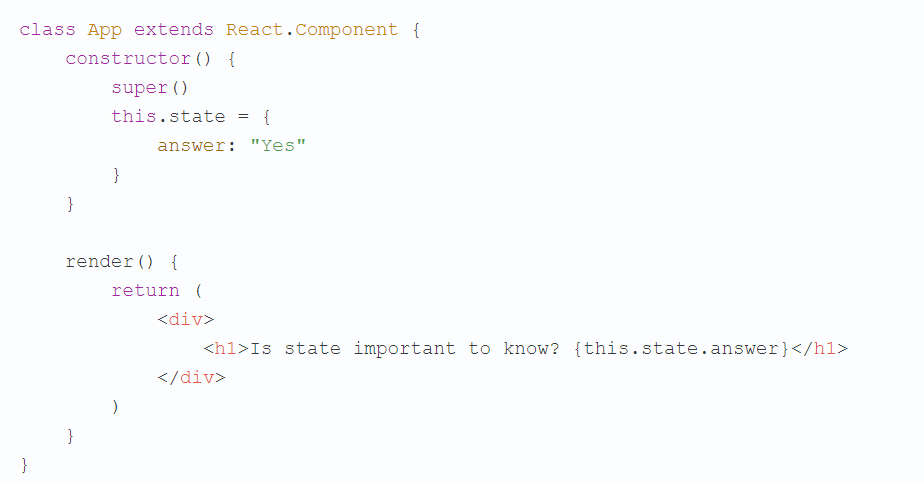 class App extends React.Component {
    constructor() {
        super()
        this.state = {
            answer: "Yes"
        }
    }

    render() {
        return (
            <div>
                <h1>Is state important to know? {this.state.answer}</h1>
            </div>
        )
    }
}